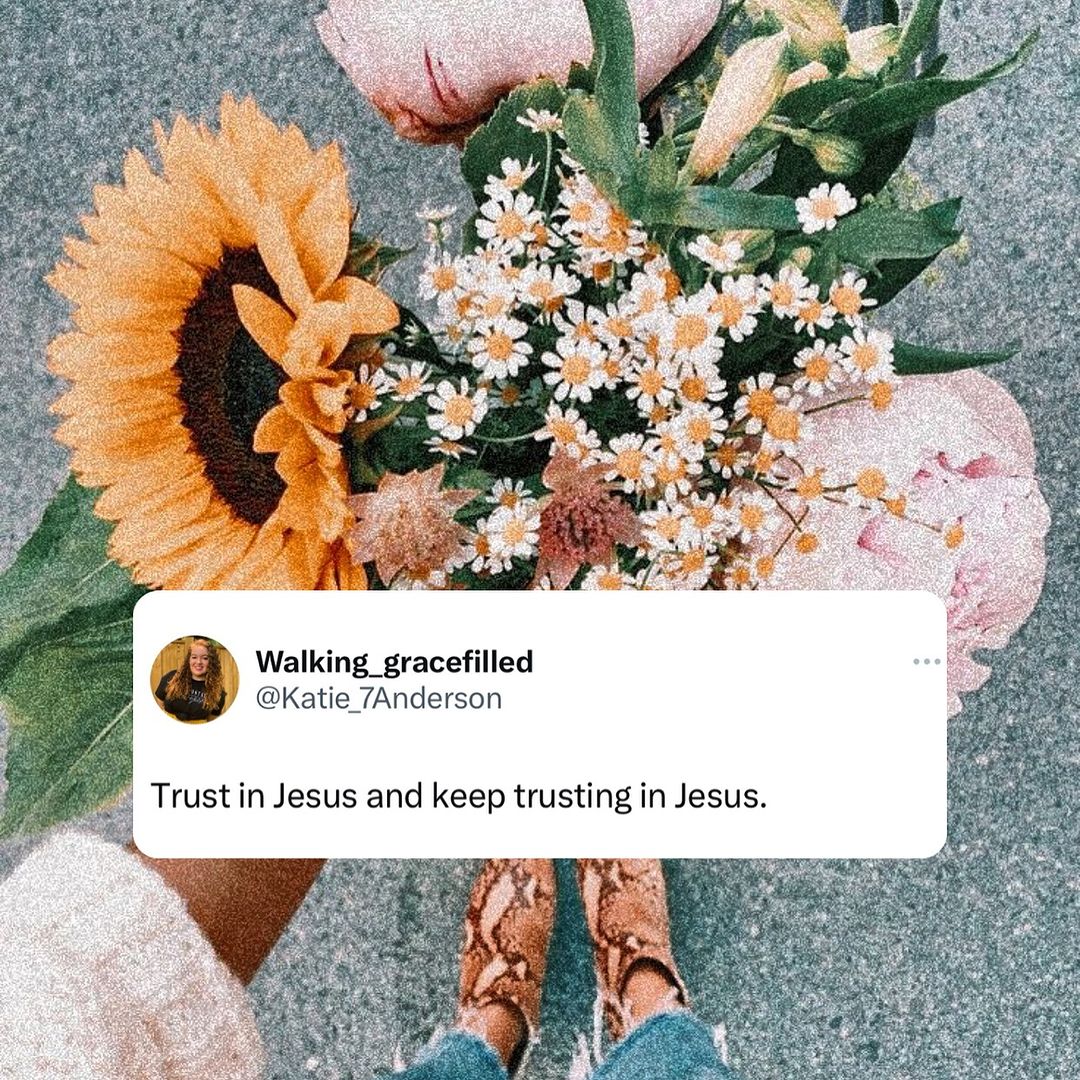 Walking_gracefilled
@Katie_7Anderson
Trust in Jesus and keep trusting in Jesus.